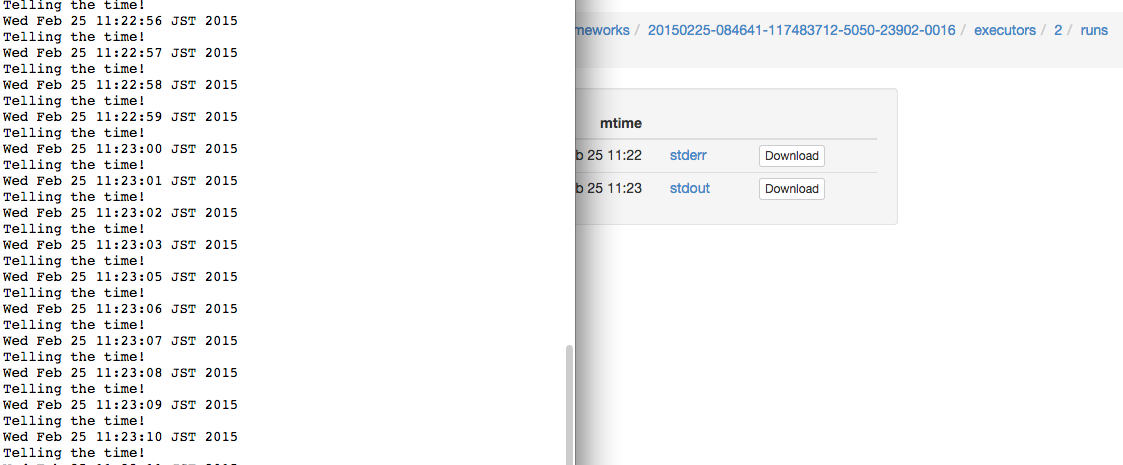 Telling the time!
Wed Feb 25 11:22:56 JST 2015
Telling the time!
Wed Feb 25 11:22:57 JST 2015
Telling the time!
Wed Feb 25 11:22:58 JST 2015
Telling the time!
Wed Feb 25 11:22:59 JST 2015
Telling the time!
Wed Feb 25 11:23:00 JST 2015
Telling the time!
Wed Feb 25 11:23:01 JST 2015
Telling the time!
Wed Feb 25 11:23:02 JST 2015
Telling the time!
Wed Feb 25 11:23:03 JST 2015
Telling the time!
Wed Feb 25 11:23:05 JST 2015
Telling the time!
Wed Feb 25 11:23:06 JST 2015
Telling the time!
Wed Feb 25 11:23:07 JST 2015
Telling the time!
Wed Feb 25 11:23:08 JST 2015
Telling the time!
Wed Feb 25 11:23:09 JST 2015
Telling the time!
Wed Feb 25 11:23:10 JST 2015
Telling the time!
meworks / 20150225-084641-117483712-5050-23902-0016 / executors / 2 / runs
mtime
b 25 11:22 stderr Download
b 25 11:23 stdout Download